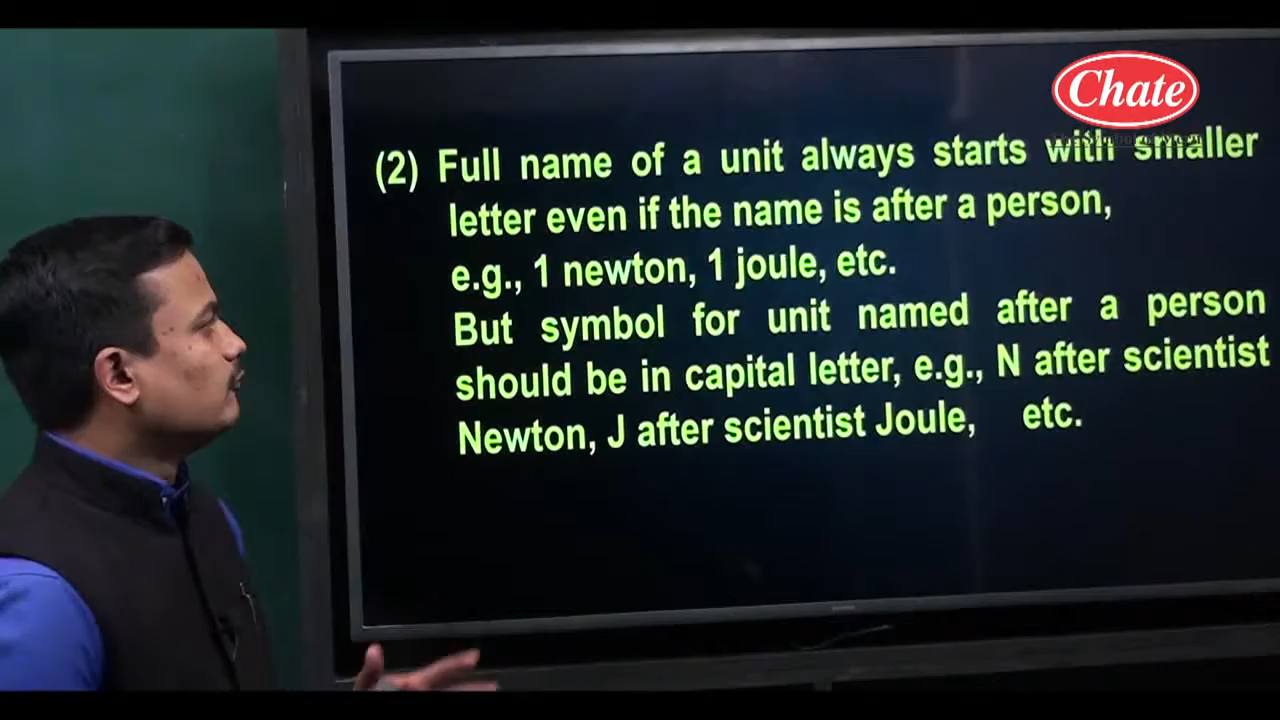 Chate
(2) Full name of a unit always starts with smaller
letter even if the name is after a person,
e.g., 1 newton, 1 joule, etc.
But symbol for unit named after a person
should be in capital letter, e.g., N after scientist
Newton, J after scientist Joule, etc.